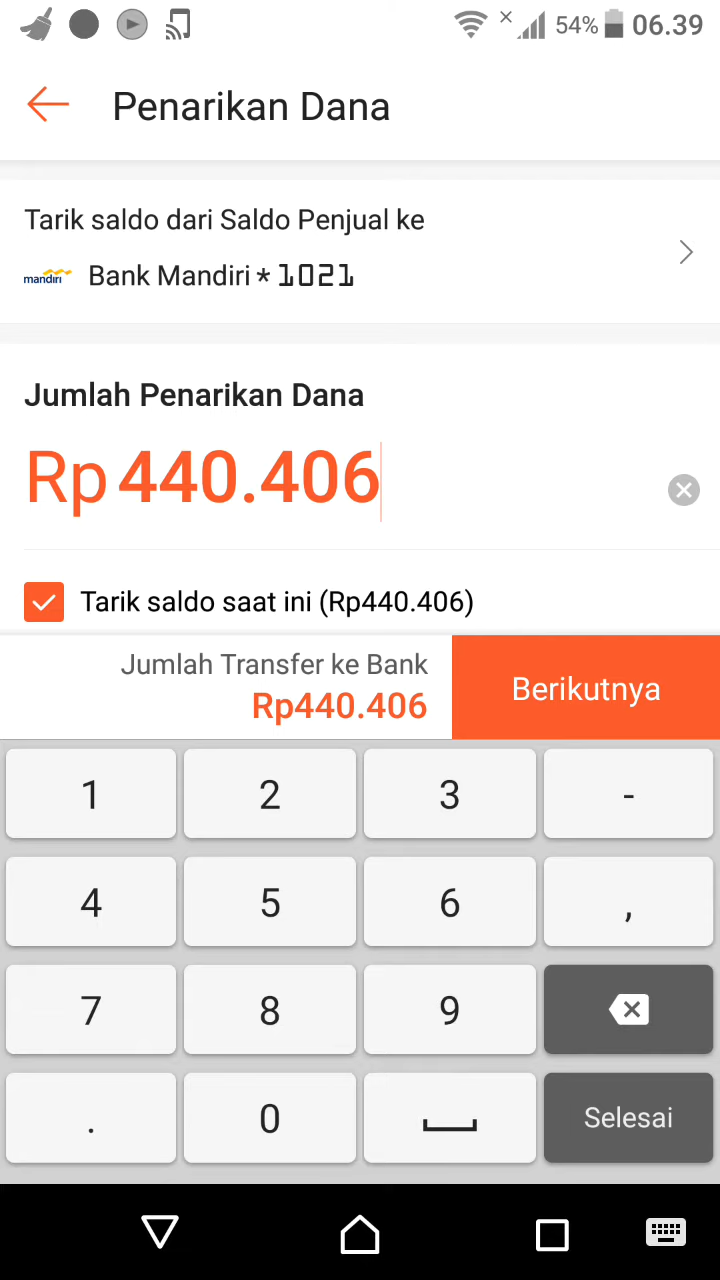 54% 06.39
Penarikan Dana
Tarik saldo dari Saldo Penjual ke
mandiri Bank Mandiri * 1021
Jumlah Penarikan Dana
Rp 440.406
Tarik saldo saat ini (Rp440.406)
Jumlah Transfer ke Bank
Rp440.406
Berikutnya
1 2 3 -
4 5 6 ,
7 8 9
. 0
Selesai